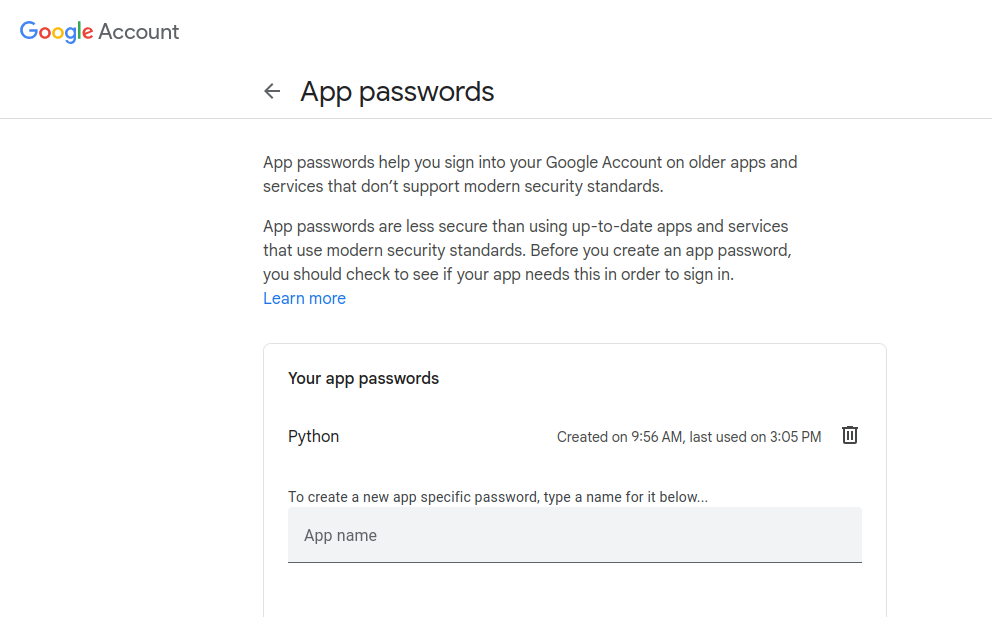 Google Account
App passwords
App passwords help you sign into your Google Account on older apps and
services that don’t support modern security standards.
App passwords are less secure than using up-to-date apps and services
that use modern security standards. Before you create an app password,
you should check to see if your app needs this in order to sign in.
Learn more
Your app passwords
Python Created on 9:56 AM, last used on 3:05 PM
To create a new app specific password, type a name for it below...
App name